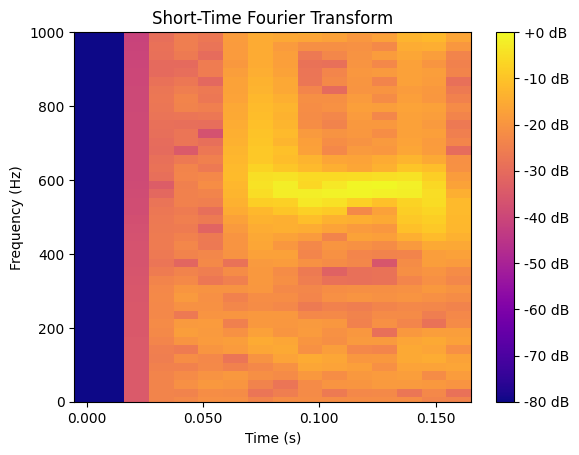 Short-Time Fourier Transform
1000
800
600
400
200
0
Frequency (Hz)
0.000
0.050
0.100
0.150
Time (s)
+0 dB
-10 dB
-20 dB
-30 dB
-40 dB
-50 dB
-60 dB
-70 dB
-80 dB